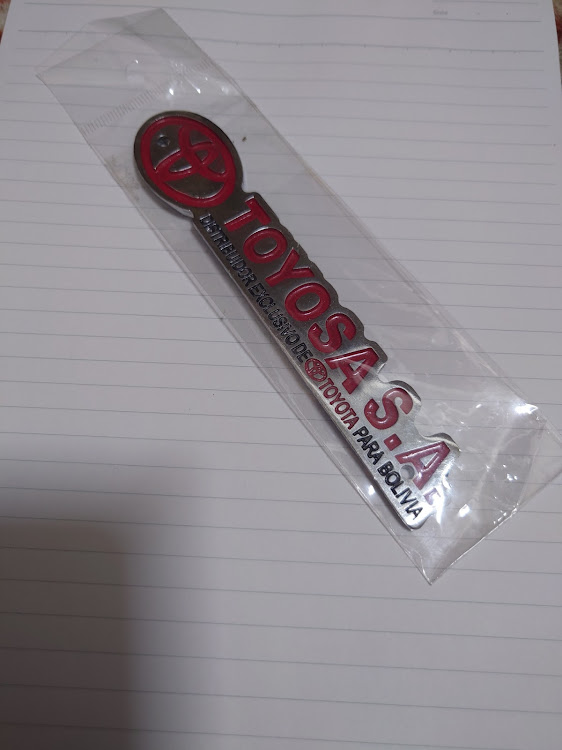 TOYOSA S.A.
DISTRIBUIDOR EXCLUSIVO DE TOYOTA PARA BOLIVIA